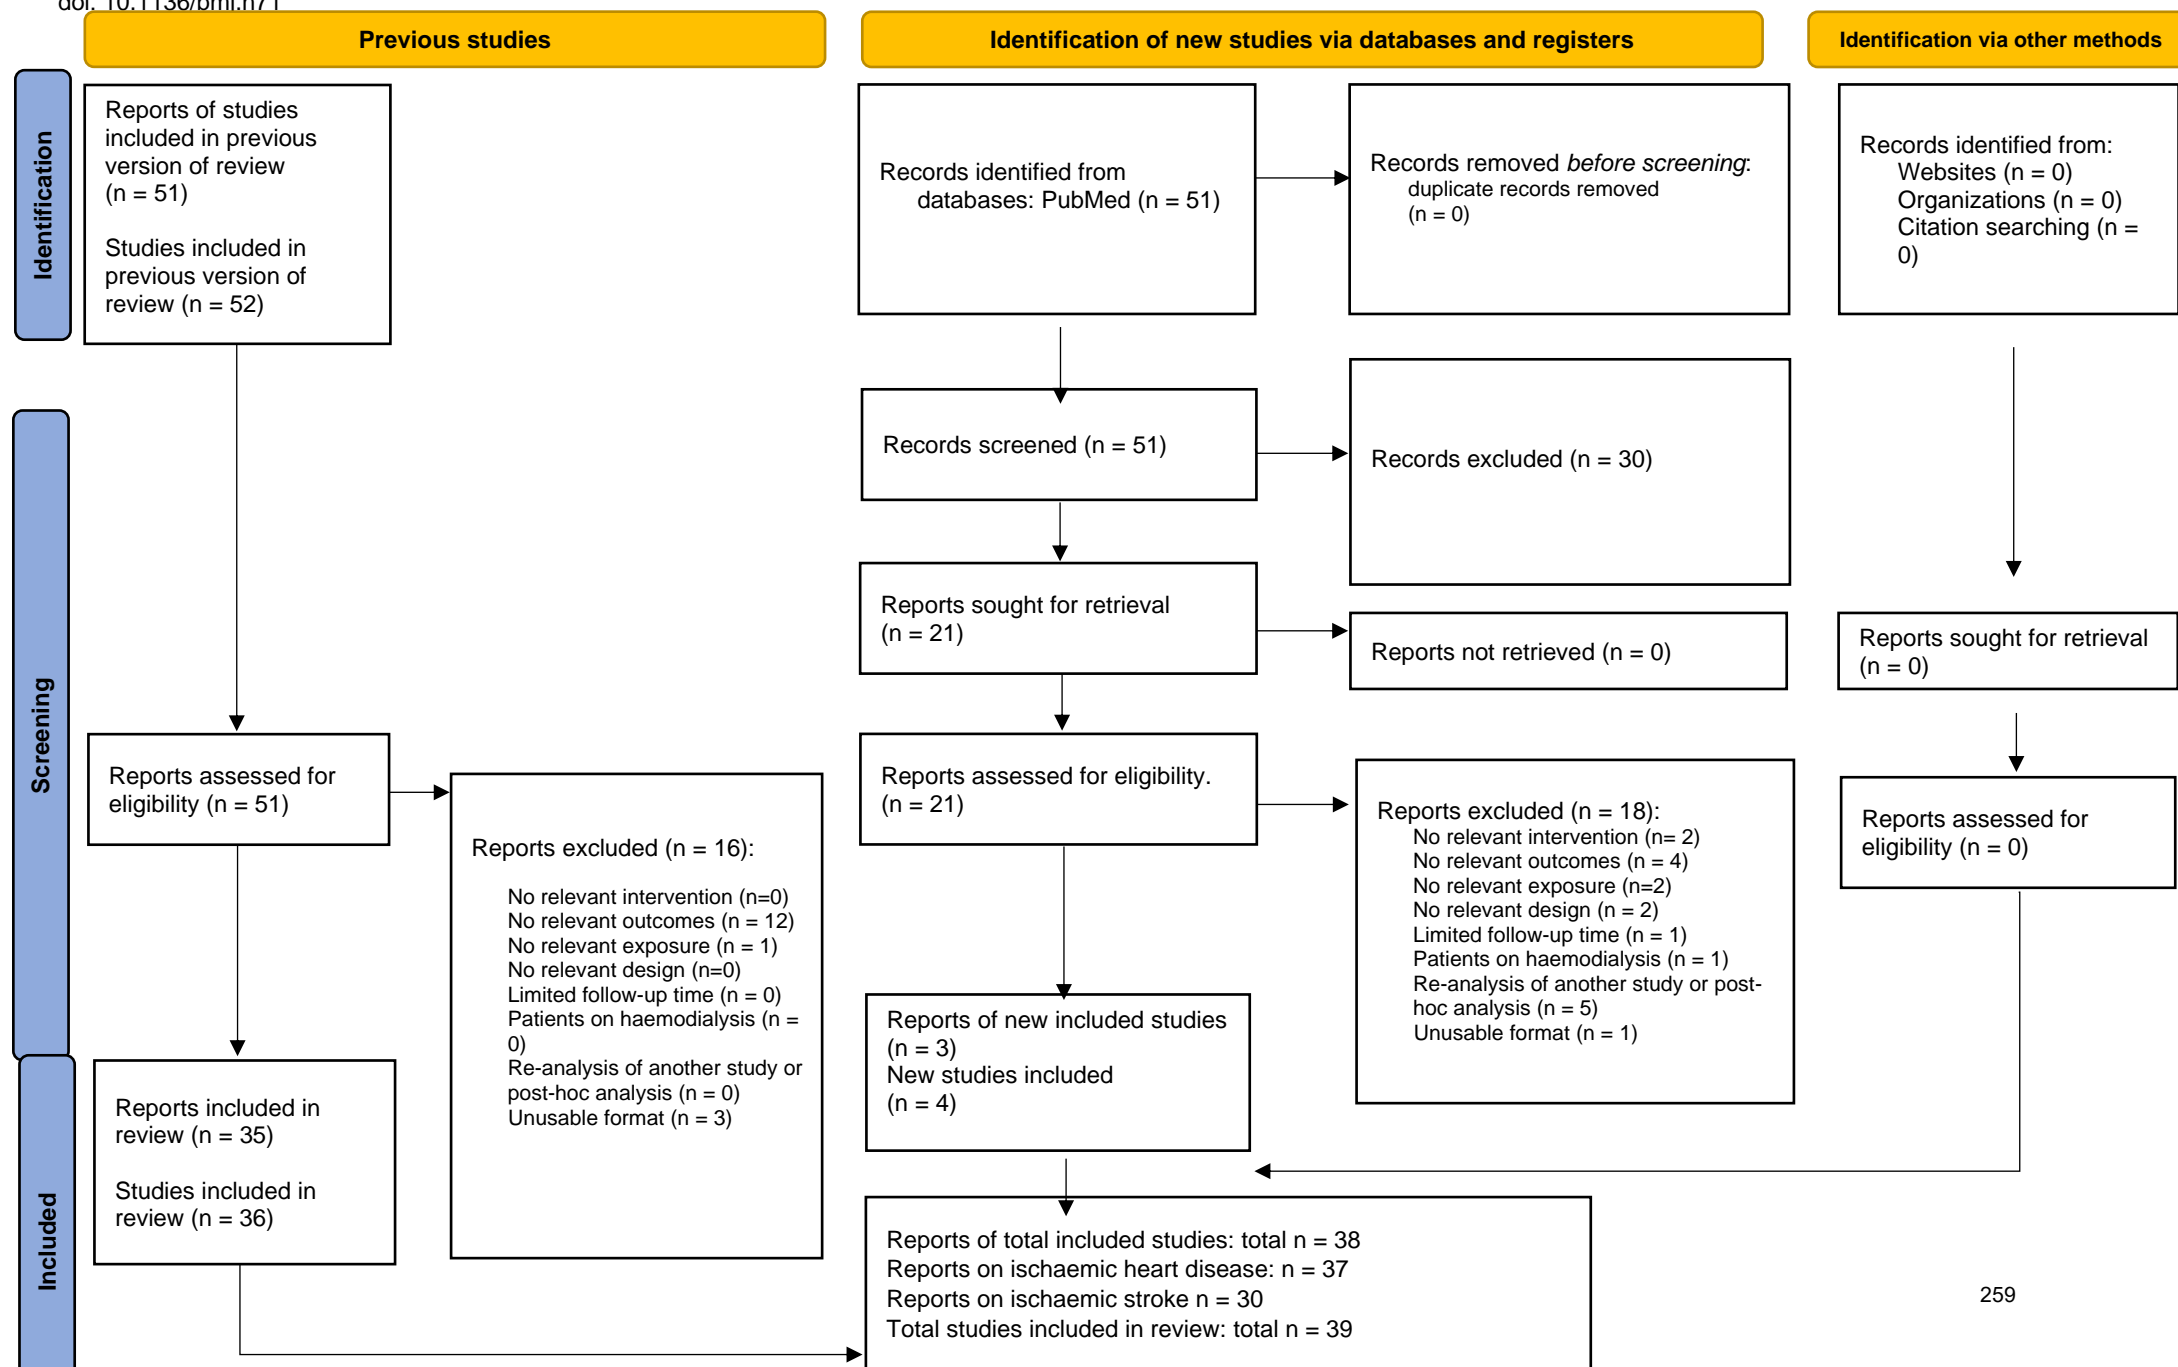 doi: 10.1136/bmj.n71
Previous studies
Identification of new studies via databases and registers
Identification via other methods
Identification
Reports of studies
included in previous
version of review
(n = 51)
Studies included in
previous version of
review (n = 52)
Records identified from
databases: PubMed (n = 51)
Records removed before screening:
duplicate records removed
(n = 0)
Records identified from:
Websites (n = 0)
Organizations (n = 0)
Citation searching (n =
0)
Screening
Records screened (n = 51)
Records excluded (n = 30)
Reports sought for retrieval
(n = 21)
Reports not retrieved (n = 0)
Reports sought for retrieval
(n = 0)
Reports assessed for
eligibility (n = 51)
Reports excluded (n = 16):
No relevant intervention (n=0)
No relevant outcomes (n = 12)
No relevant exposure (n = 1)
No relevant design (n=0)
Limited follow-up time (n = 0)
Patients on haemodialysis (n =
0)
Re-analysis of another study or
post-hoc analysis (n = 0)
Unusable format (n = 3)
Reports assessed for eligibility.
(n = 21)
Reports excluded (n = 18):
No relevant intervention (n= 2)
No relevant outcomes (n = 4)
No relevant exposure (n=2)
No relevant design (n = 2)
Limited follow-up time (n = 1)
Patients on haemodialysis (n = 1)
Re-analysis of another study or post-
hoc analysis (n = 5)
Unusable format (n = 1)
Reports assessed for
eligibility (n = 0)
Included
Reports included in
review (n = 35)
Studies included in
review (n = 36)
Reports of new included studies
(n = 3)
New studies included
(n = 4)
Reports of total included studies: total n = 38
Reports on ischaemic heart disease: n = 37
Reports on ischaemic stroke n = 30
Total studies included in review: total n = 39
259